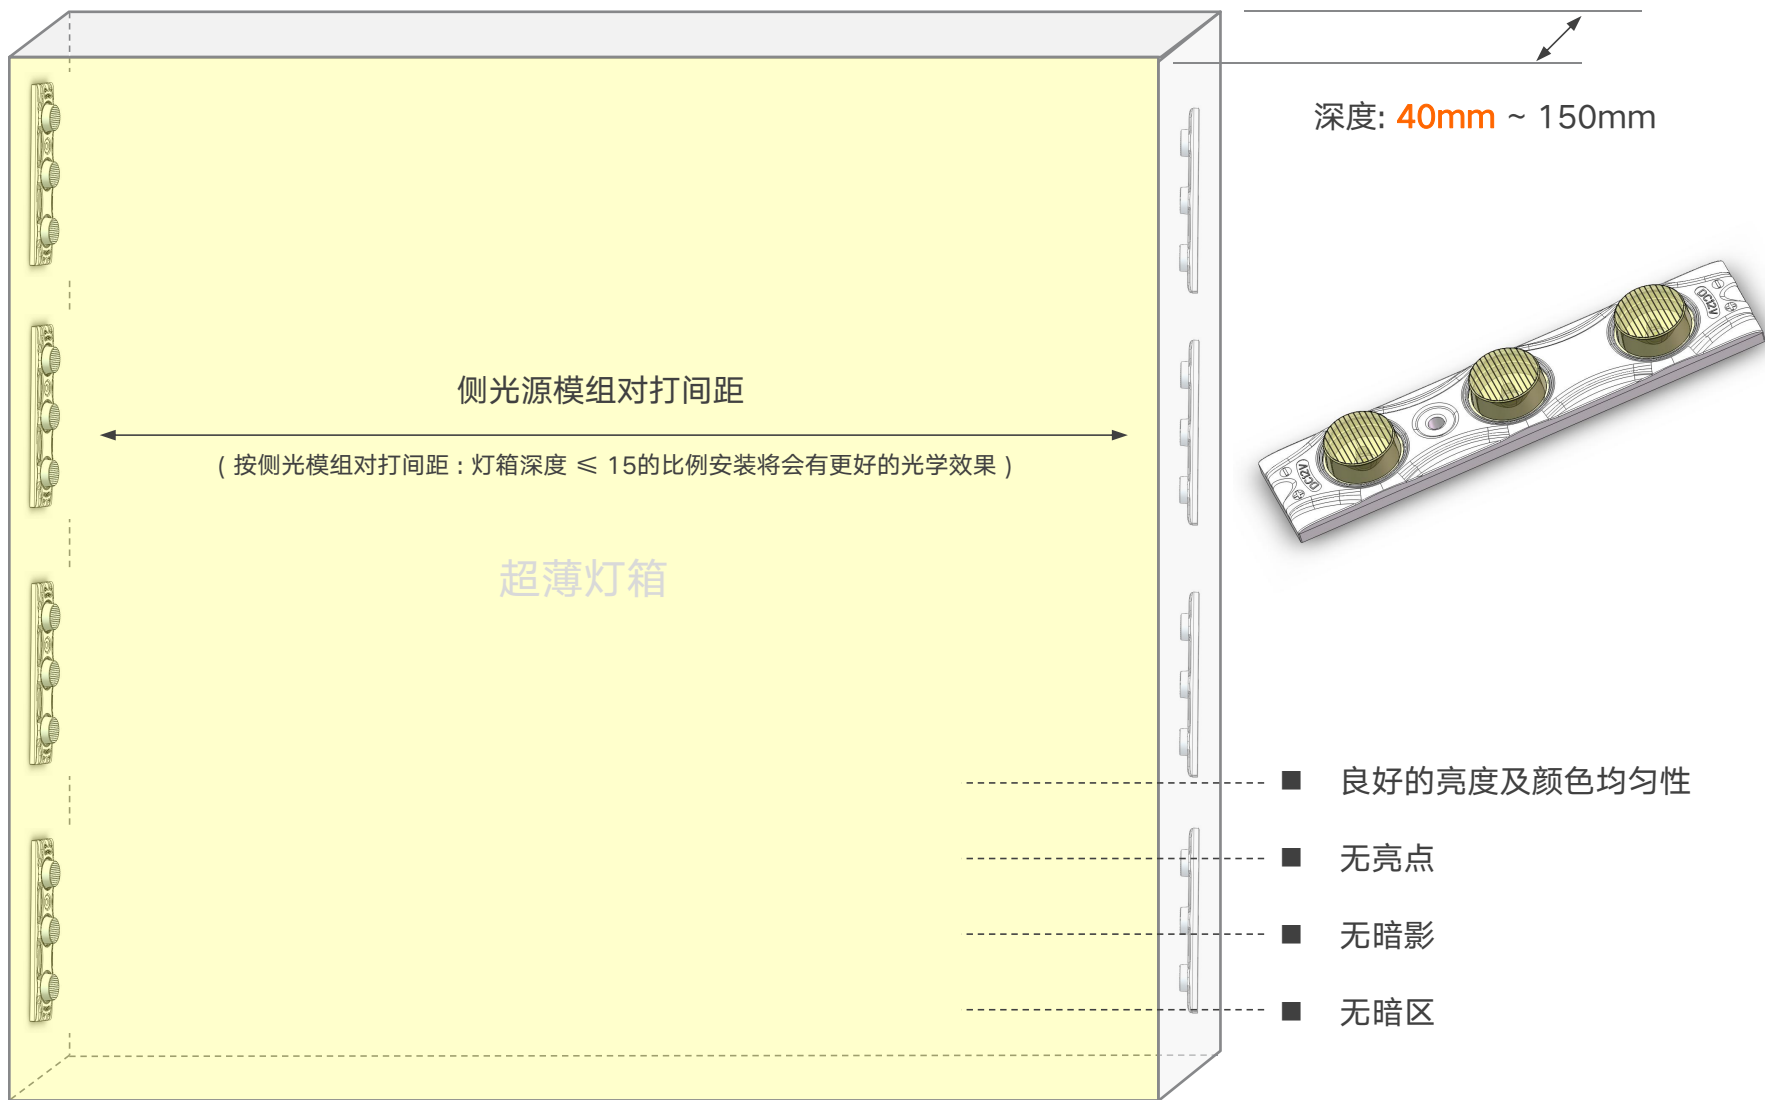 深度: 40mm ~ 150mm
侧光源模组对打间距
( 按侧光模组对打间距 : 灯箱深度 ≤ 15的比例安装将会有更好的光学效果 )
DC12V
DC12V
超薄灯箱
■ 良好的亮度及颜色均匀性
■ 无亮点
■ 无暗影
■ 无暗区